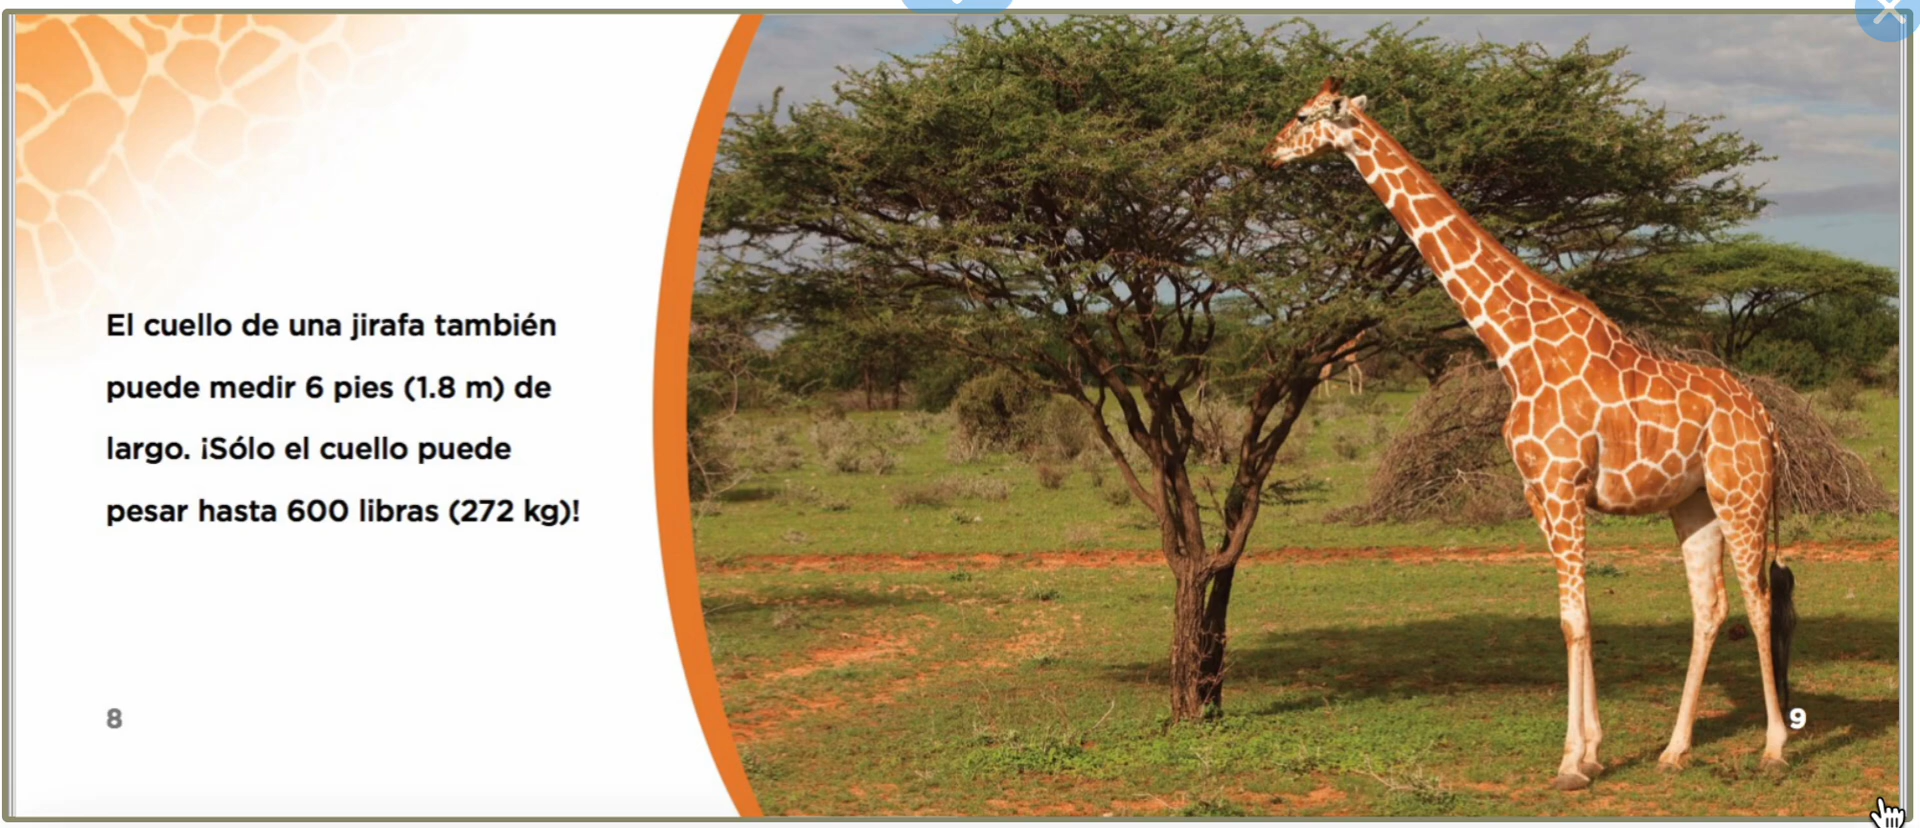 El cuello de una jirafa también
puede medir 6 pies (1.8 m) de
largo. ¡Sólo el cuello puede
pesar hasta 600 libras (272 kg)!
8
9